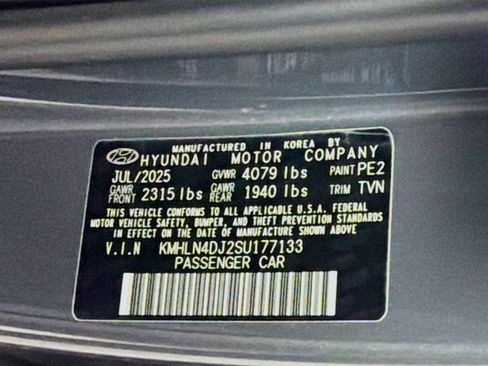 MANUFACTURED IN KOREA BY
HYUNDAI MOTOR COMPANY
JUL/2025 GVWR 4079 lbs PAINT PE2
GAWR FRONT 2315 lbs GAWR REAR 1940 lbs TRIM TVN
THIS VEHICLE CONFORMS TO ALL APPLICABLE U.S.A. FEDERAL
MOTOR VEHICLE SAFETY, BUMPER, AND THEFT PREVENTION STANDARDS
IN EFFECT ON THE DATE OF MANUFACTURE SHOWN ABOVE.
V.I.N KMHLN4DJ2SU177133
PASSENGER CAR